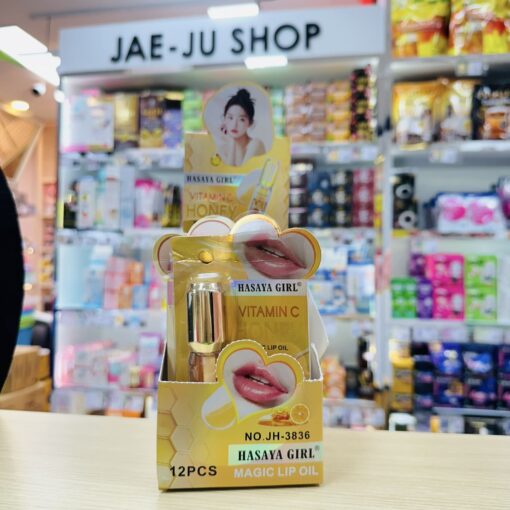 JAE-JU SHOP
HASAYA GIRL®
VITAMIN C
HONEY
HASAYA GIRL®
VITAMIN C
HONEY
LIP OIL
NO.JH-3836
HASAYA GIRL®
12PCS
MAGIC LIP OIL